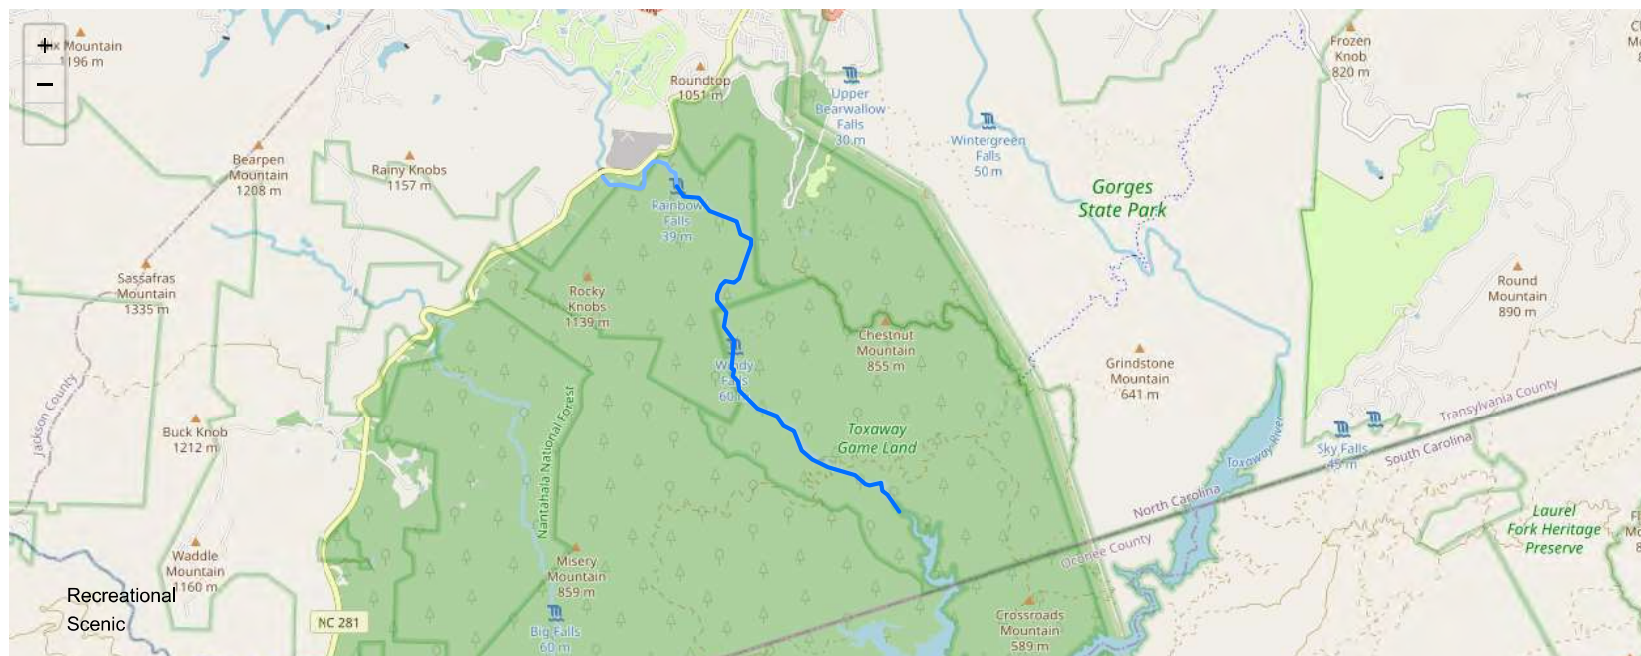 +
−
Mountain
1196 m
Roundtop
1051 m
Upper
Bearwallow
Falls
30 m
Wintergreen
Falls
50 m
Frozen
Knob
820 m
Bearpen
Mountain
1208 m
Rainy Knobs
1157 m
Rainbow
Falls
39 m
Gorges
State Park
Sassafras
Mountain
1335 m
Rocky
Knobs
1139 m
Round
Mountain
890 m
Chestnut
Mountain
855 m
Windy
Falls
Grindstone
Mountain
641 m
Jackson County
Buck Knob
1212 m
Nantahala National Forest
Toxaway
Game Land
Toxaway River
Transylvania County
South Carolina
Sky Falls
45 m
North Carolina
Oconee County
Laurel
Fork Heritage
Preserve
Waddle
Mountain
1160 m
Misery
Mountain
859 m
Recreational
Scenic
NC 281
Big Falls
60 m
Crossroads
Mountain
589 m